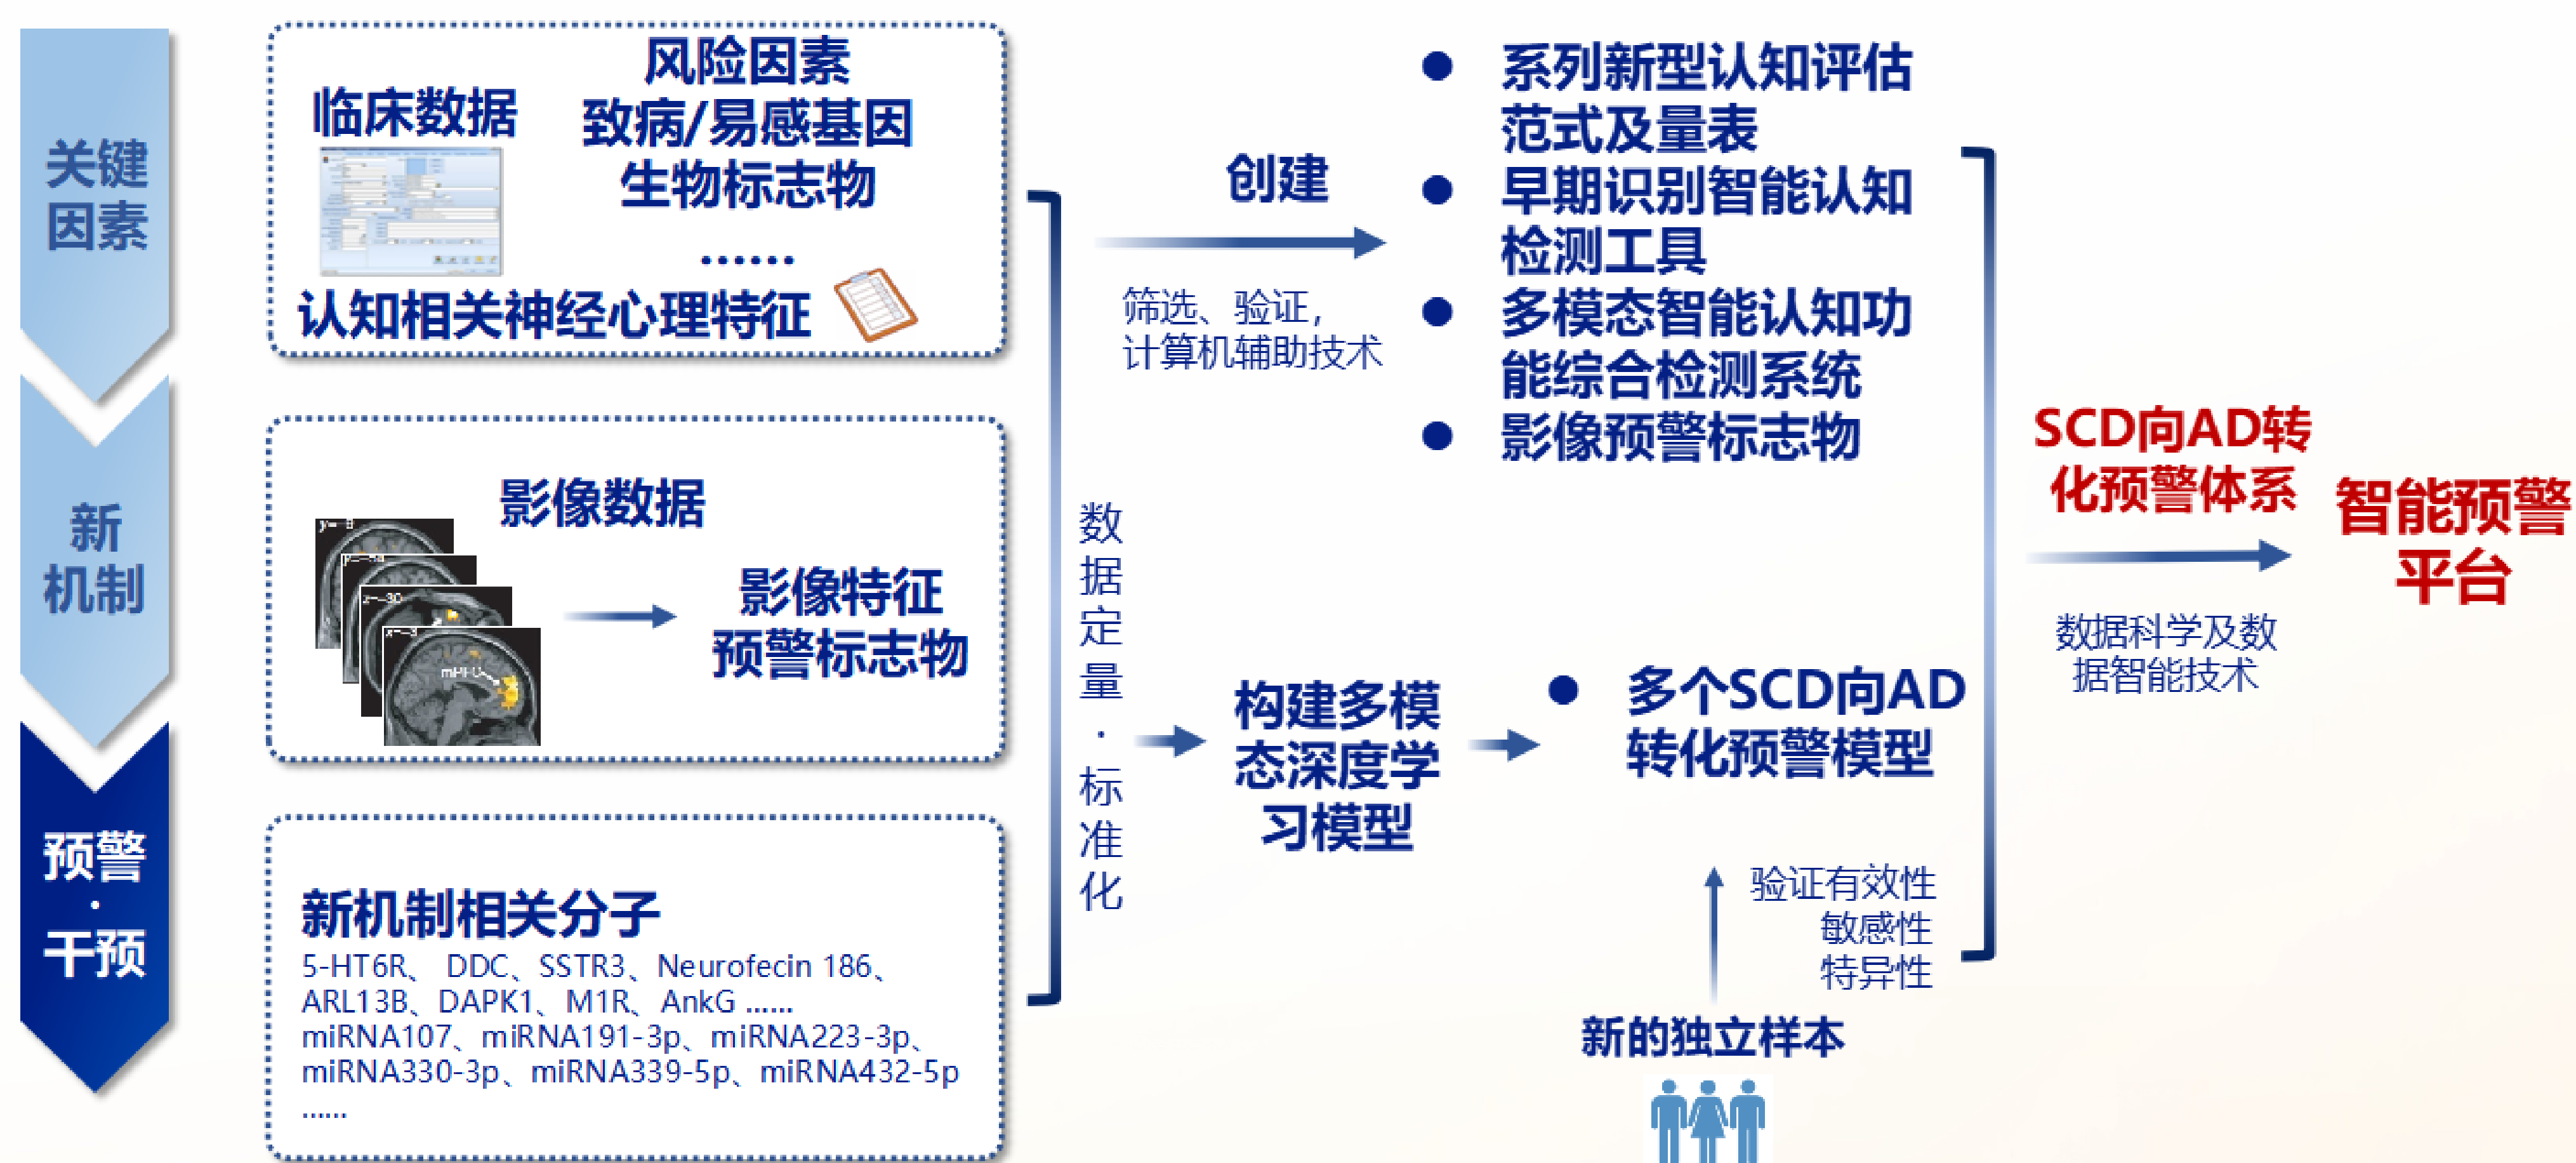 关键
因素
新
机制
预警
·
干预
临床数据
风险因素
致病/易感基因
生物标志物
……
认知相关神经心理特征
影像数据
y=-8
z=-30
mPFC
影像特征
预警标志物
新机制相关分子
5-HT6R、 DDC、SSTR3、Neurofecin 186、
ARL13B、DAPK1、M1R、AnkG ……
miRNA107、miRNA191-3p、miRNA223-3p、
miRNA330-3p、miRNA339-5p、miRNA432-5p
……
数据定量·标准化
创建
筛选、验证,
计算机辅助技术
● 系列新型认知评估
范式及量表
● 早期识别智能认知
检测工具
● 多模态智能认知功
能综合检测系统
● 影像预警标志物
构建多模
态深度学
习模型
● 多个SCD向AD
转化预警模型
验证有效性
敏感性
特异性
新的独立样本
SCD向AD转
化预警体系
数据科学及数
据智能技术
智能预警
平台